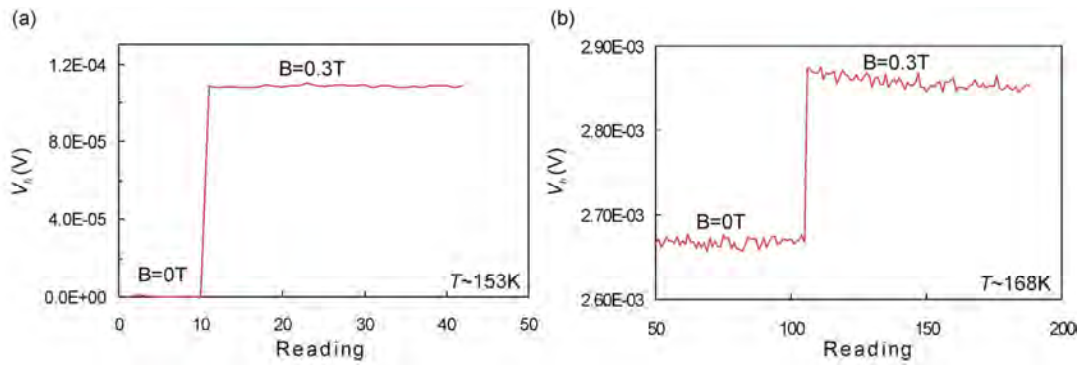 (a)
1.2E-04
8.0E-05
4.0E-05
0.0E+00
Vh(V)
B=0.3T
B=0T
T~153K
0 10 20 30 40 50
Reading
(b)
2.90E-03
2.80E-03
2.70E-03
2.60E-03
Vh(V)
B=0.3T
B=0T
T~168K
50 100 150 200
Reading